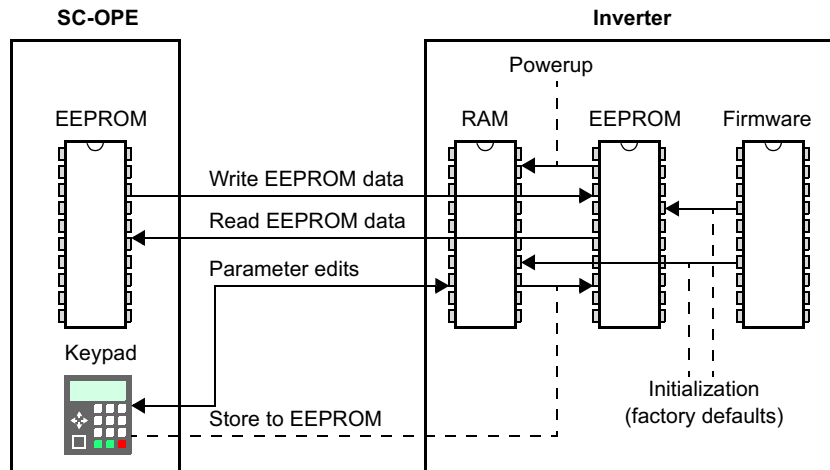 SC-OPE
Inverter
Powerup
EEPROM
RAM
EEPROM
Firmware
Write EEPROM data
Read EEPROM data
Parameter edits
Keypad
Initialization
(factory defaults)
Store to EEPROM